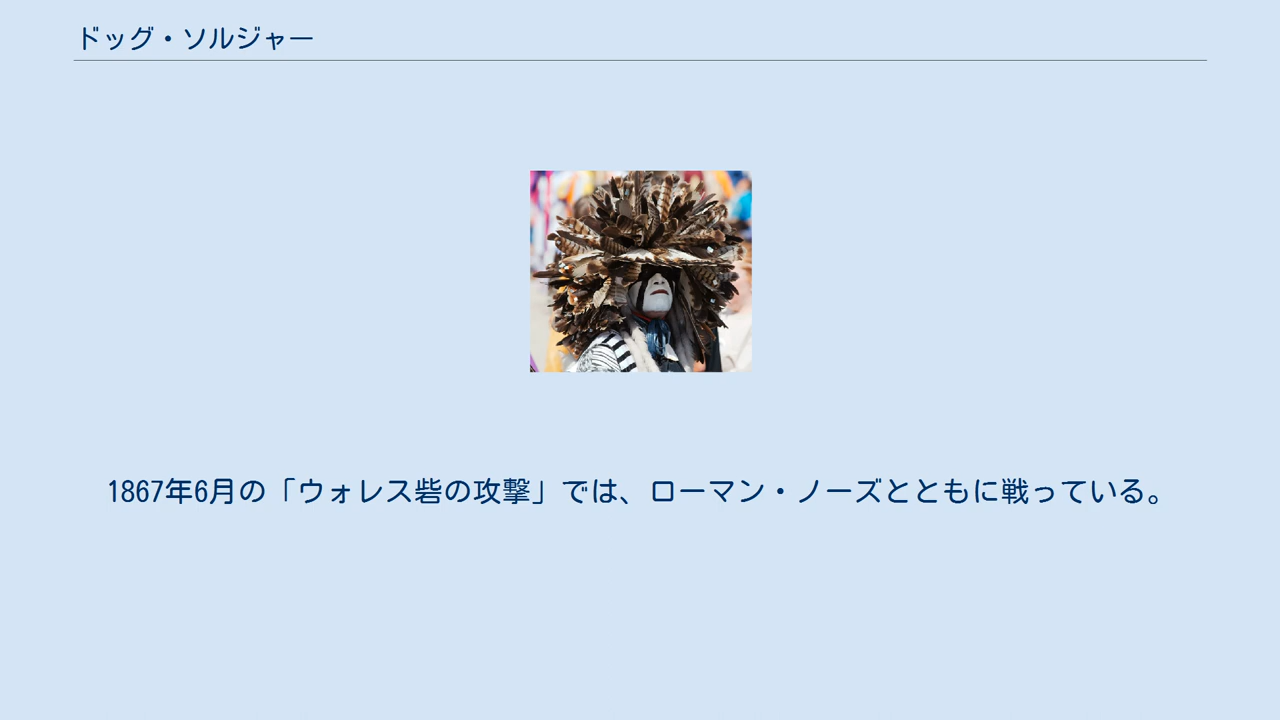 ドッグ・ソルジャー
1867年6月の「ウォレス砦の攻撃」では、ローマン・ノーズとともに戦っている。